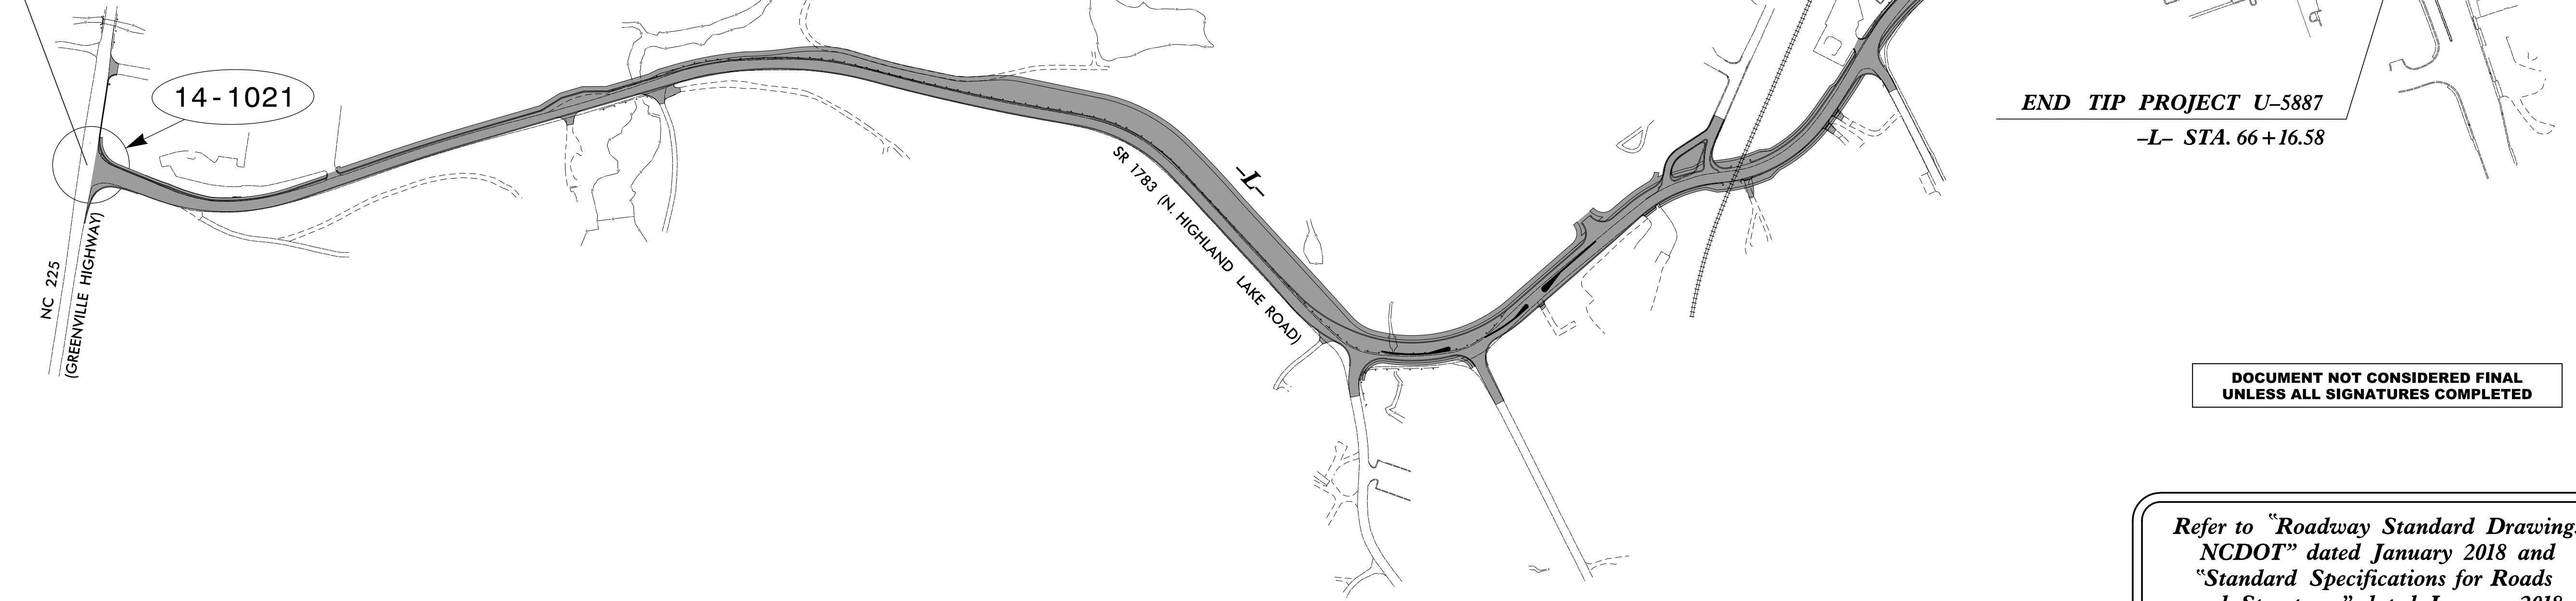 14-1021
END TIP PROJECT U–5887
–L– STA. 66+16.58
–L–
SR 1783 (N. HIGHLAND LAKE ROAD)
NC 225
(GREENVILLE HIGHWAY)
DOCUMENT NOT CONSIDERED FINAL
UNLESS ALL SIGNATURES COMPLETED
Refer to "Roadway Standard Drawings
NCDOT" dated January 2018 and
"Standard Specifications for Roads